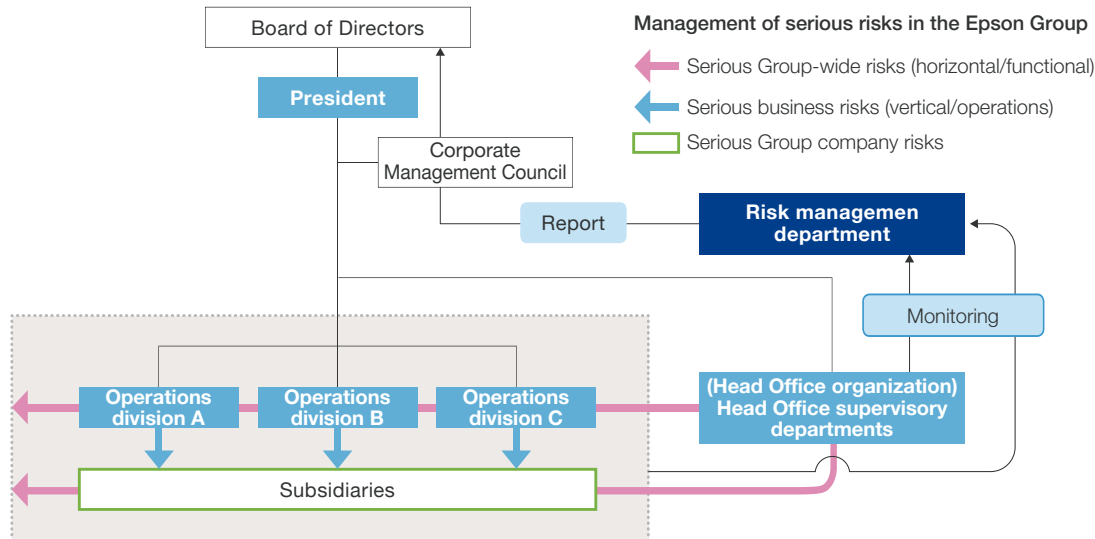 Board of Directors
Management of serious risks in the Epson Group
Serious Group-wide risks (horizontal/functional)
President
Serious business risks (vertical/operations)
Serious Group company risks
Corporate
Management Council
Report
Risk managemen
department
Monitoring
Operations
division A
Operations
division B
Operations
division C
(Head Office organization)
Head Office supervisory
departments
Subsidiaries